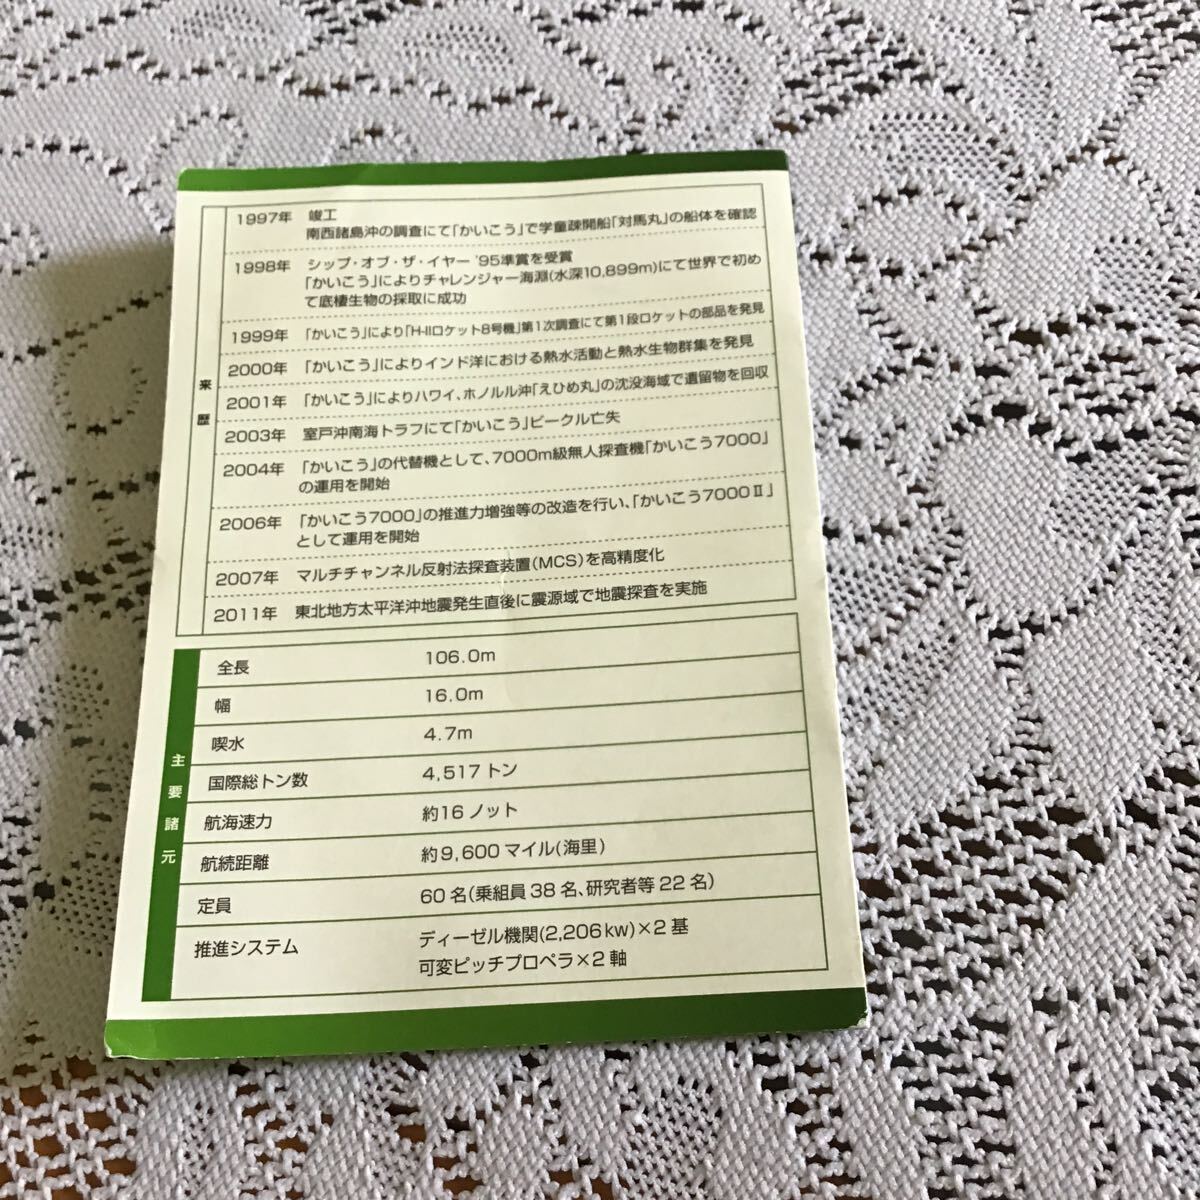 来歴
1997年 竣工
南西諸島沖の調査にて「かいこう」で学童疎開船「対馬丸」の船体を確認
1998年 シップ・オブ・ザ・イヤー '95準賞を受賞
「かいこう」によりチャレンジャー海淵(水深10,899m)にて世界で初め
て底棲生物の採取に成功
1999年 「かいこう」により「H-IIロケット8号機」第1次調査にて第1段ロケットの部品を発見
2000年 「かいこう」によりインド洋における熱水活動と熱水生物群集を発見
2001年 「かいこう」によりハワイ、ホノルル沖「えひめ丸」の沈没海域で遺留物を回収
2003年 室戸沖南海トラフにて「かいこう」ビークル亡失
2004年 「かいこう」の代替機として、7000m級無人探査機「かいこう7000」
の運用を開始
2006年 「かいこう7000」の推進力増強等の改造を行い、「かいこう7000Ⅱ」
として運用を開始
2007年 マルチチャンネル反射法探査装置(MCS)を高精度化
2011年 東北地方太平洋沖地震発生直後に震源域で地震探査を実施
主要諸元
全長 106.0m
幅 16.0m
喫水 4.7m
国際総トン数 4,517トン
航海速力 約16ノット
航続距離 約9,600マイル(海里)
定員 60名(乗組員38名、研究者等22名)
推進システム ディーゼル機関(2,206kw)×2基
可変ピッチプロペラ×2軸